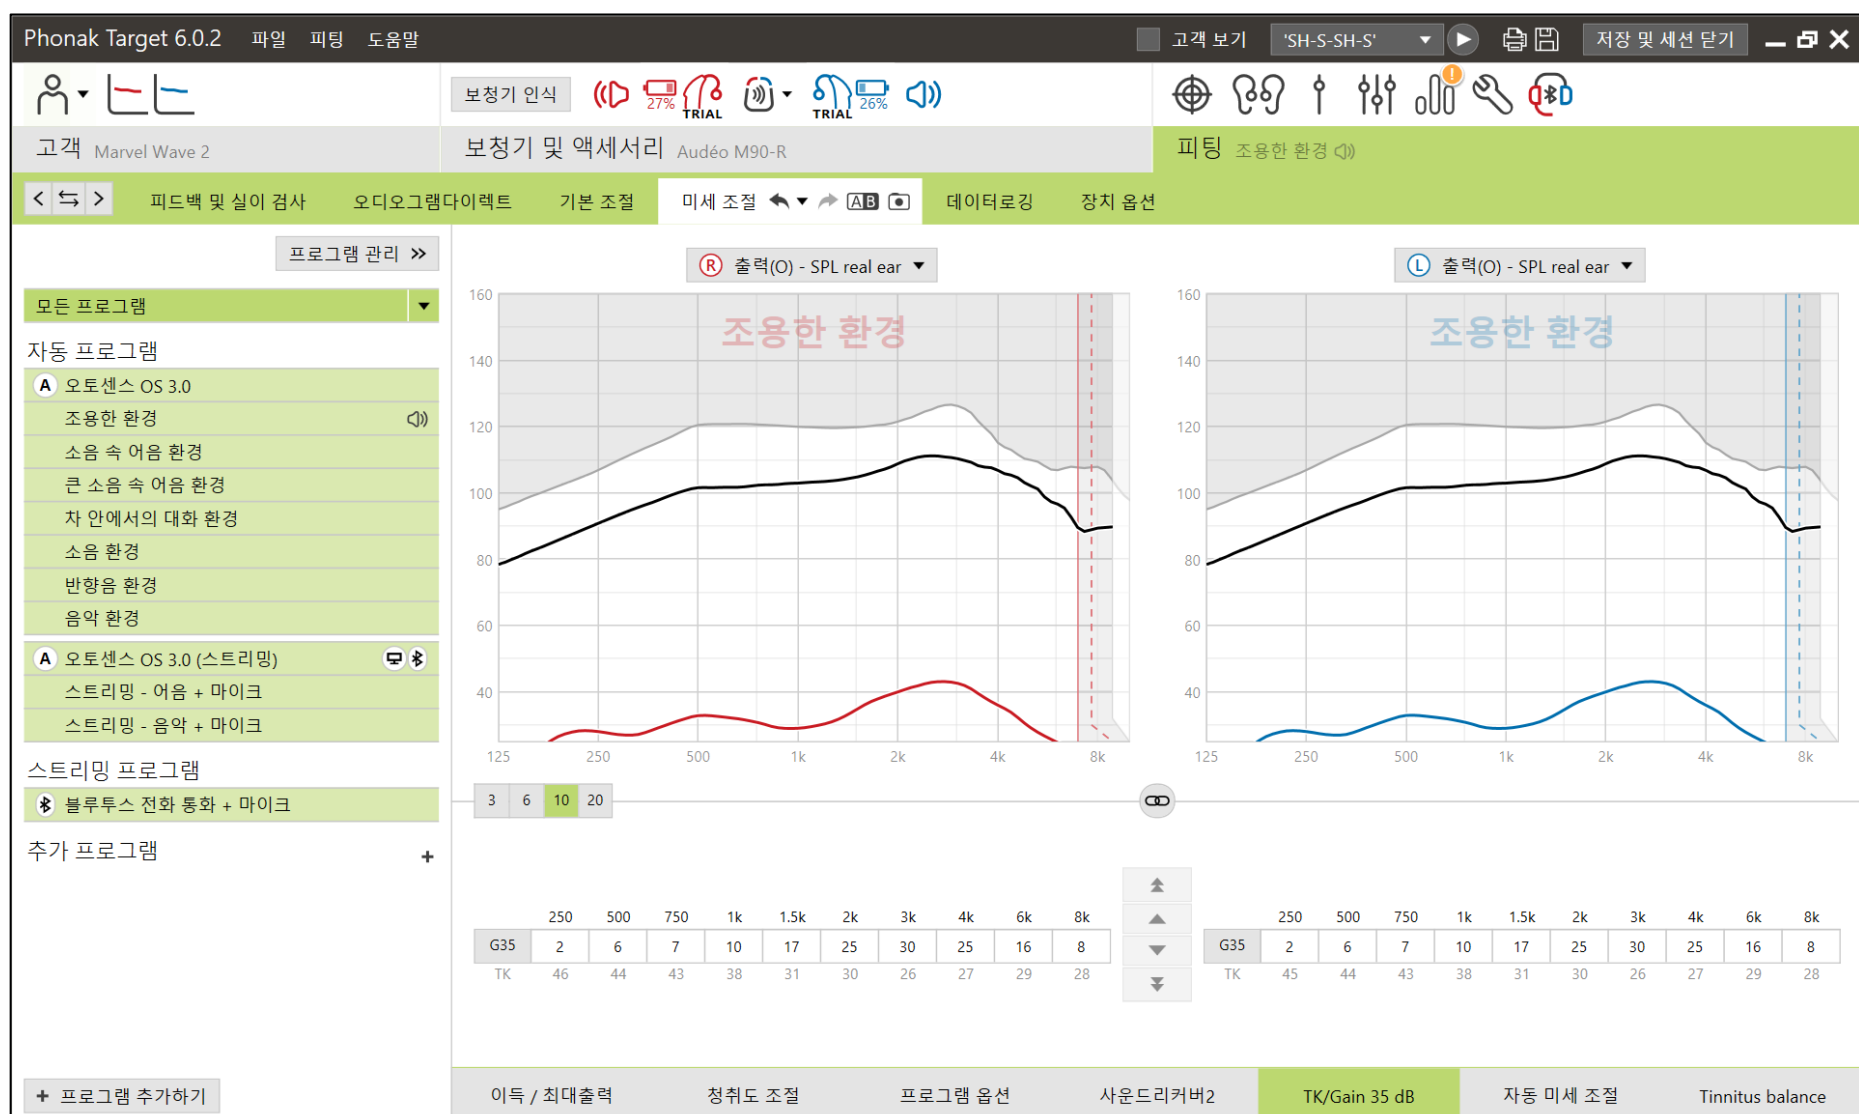 Phonak Target 6.0.2 파일 피팅 도움말 고객 보기 'SH-S-SH-S' 저장 및 세션 닫기
보청기 인식 27% TRIAL TRIAL 26%
고객 Marvel Wave 2 보청기 및 액세서리 Audéo M90-R 피팅 조용한 환경
피드백 및 실이 검사 오디오그램다이렉트 기본 조절 미세 조절 AB 데이터로깅 장치 옵션
프로그램 관리
모든 프로그램
자동 프로그램
A 오토센스 OS 3.0
조용한 환경
소음 속 어음 환경
큰 소음 속 어음 환경
차 안에서의 대화 환경
소음 환경
반향음 환경
음악 환경
A 오토센스 OS 3.0 (스트리밍)
스트리밍 - 어음 + 마이크
스트리밍 - 음악 + 마이크
스트리밍 프로그램
블루투스 전화 통화 + 마이크
추가 프로그램 +
+ 프로그램 추가하기
R 출력(O) - SPL real ear
조용한 환경
160
140
120
100
80
60
40
125 250 500 1k 2k 4k 8k
L 출력(O) - SPL real ear
조용한 환경
160
140
120
100
80
60
40
125 250 500 1k 2k 4k 8k
3 6 10 20
250 500 750 1k 1.5k 2k 3k 4k 6k 8k
G35 2 6 7 10 17 25 30 25 16 8
TK 46 44 43 38 31 30 26 27 29 28
250 500 750 1k 1.5k 2k 3k 4k 6k 8k
G35 2 6 7 10 17 25 30 25 16 8
TK 45 44 43 38 31 30 26 27 29 28
이득 / 최대출력 청취도 조절 프로그램 옵션 사운드리커버2 TK/Gain 35 dB 자동 미세 조절 Tinnitus balance